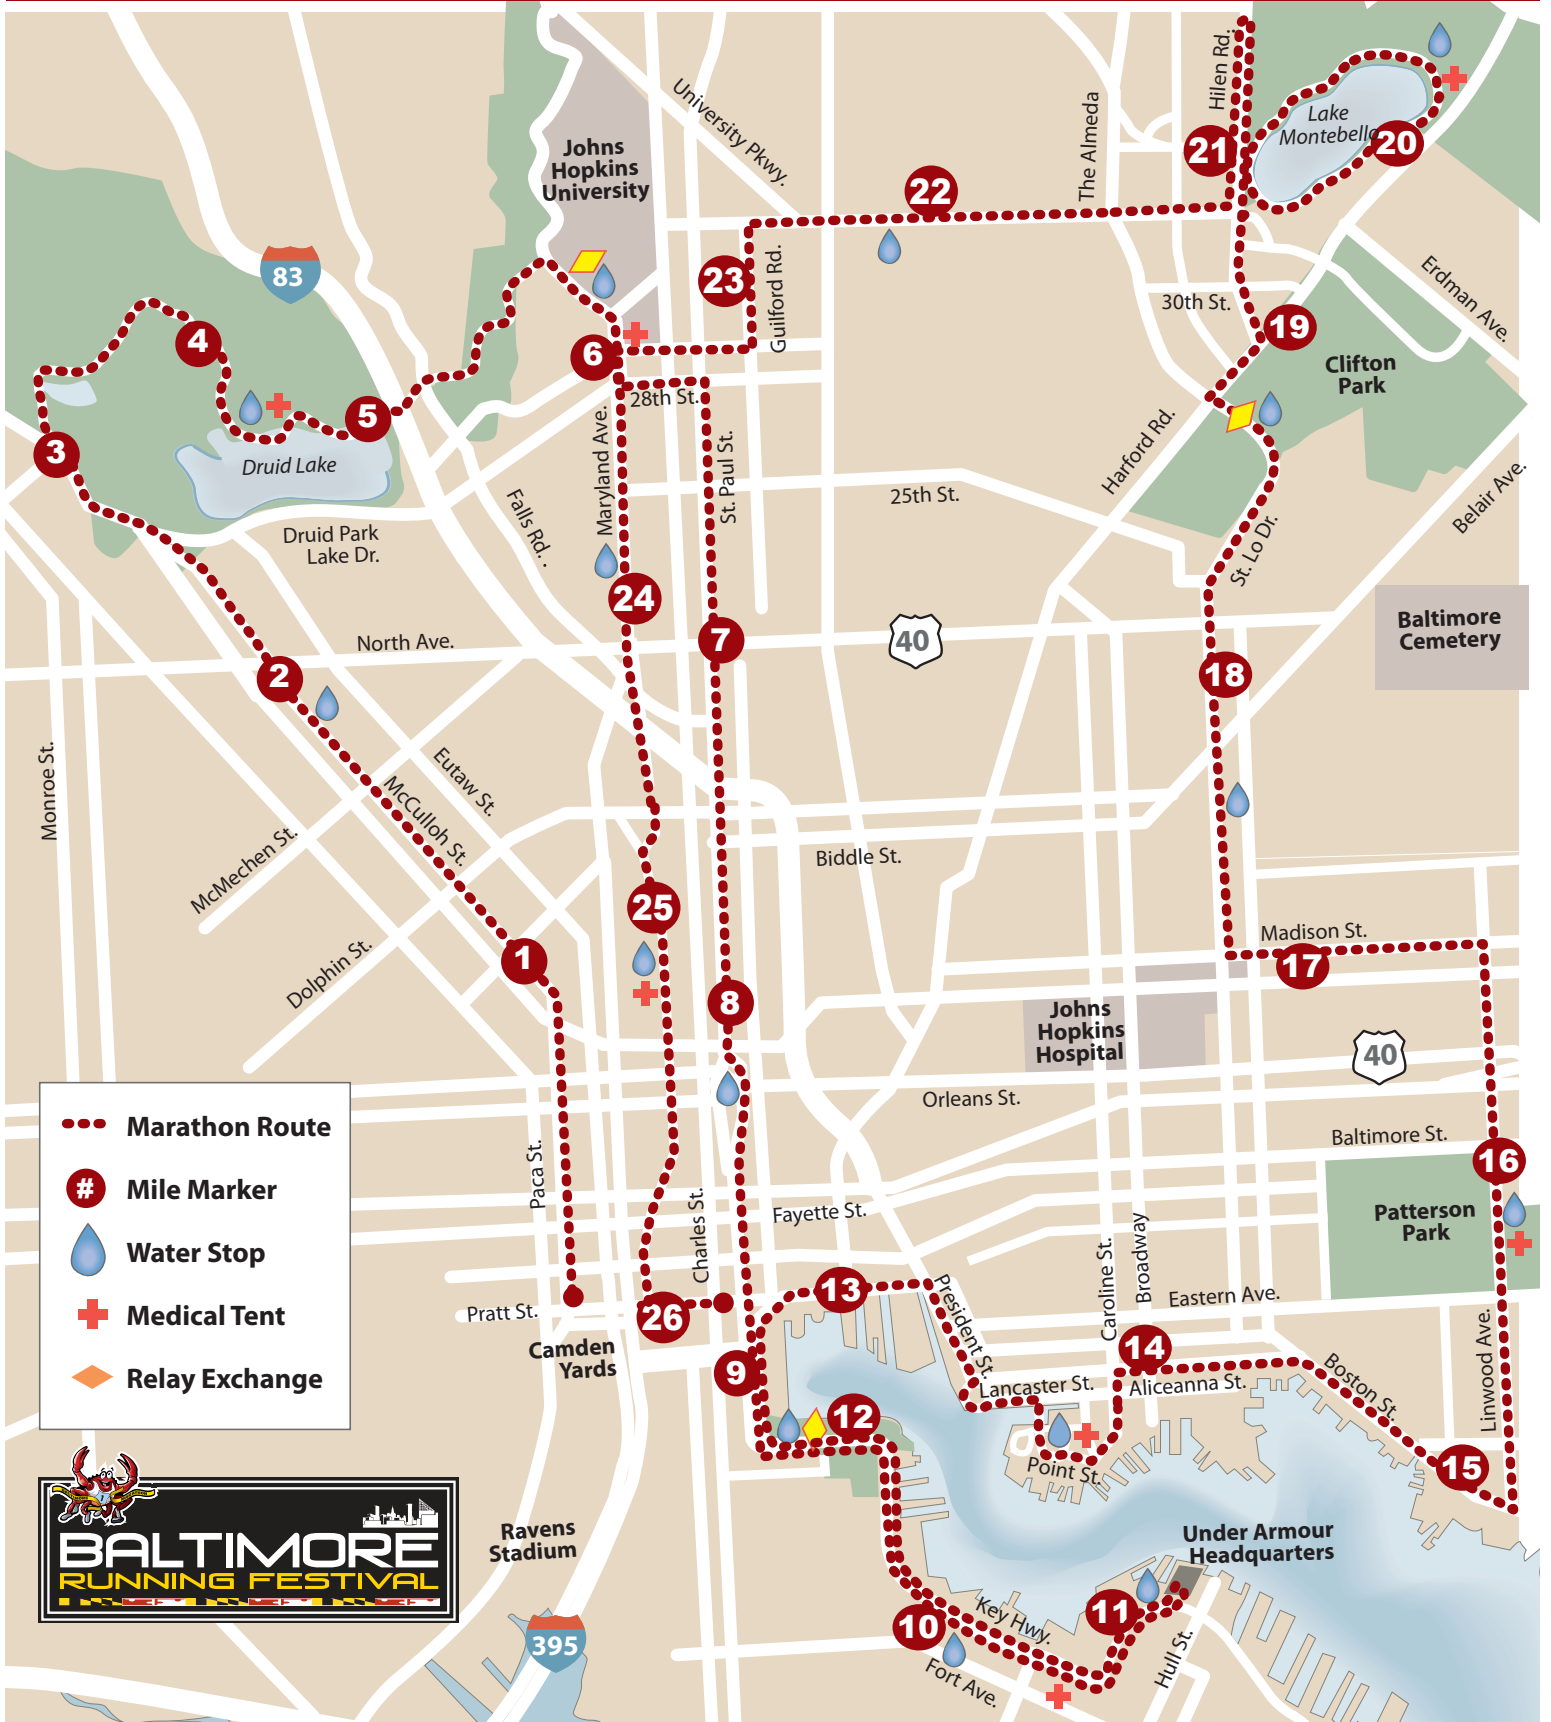 Hilen Rd.
Lake
Montebello
20
21
The Almeda
University Pkwy.
Johns
Hopkins
University
22
83
23
Guilford Rd.
30th St.
Erdman Ave.
19
4
6
Clifton
Park
28th St.
5
3
Druid Lake
Maryland Ave.
St. Paul St.
25th St.
Harford Rd.
Belair Ave.
Falls Rd.
Druid Park
Lake Dr.
St. Lo Dr.
24
Baltimore
Cemetery
North Ave.
7
40
2
18
Monroe St.
Eutaw St.
McCulloh St.
McMechen St.
Biddle St.
25
Madison St.
1
17
Dolphin St.
8
Johns
Hopkins
Hospital
40
Orleans St.
Marathon Route
#
Mile Marker
Water Stop
Medical Tent
Relay Exchange
Baltimore St.
16
Paca St.
Charles St.
Fayette St.
Patterson
Park
Caroline St.
Broadway
13
President St.
Eastern Ave.
Pratt St.
26
Camden
Yards
14
9
Lancaster St.
Aliceanna St.
Boston St.
Linwood Ave.
12
Point St.
15
Ravens
Stadium
Under Armour
Headquarters
BALTIMORE
RUNNING FESTIVAL
10
Key Hwy.
11
Hull St.
395
Fort Ave.